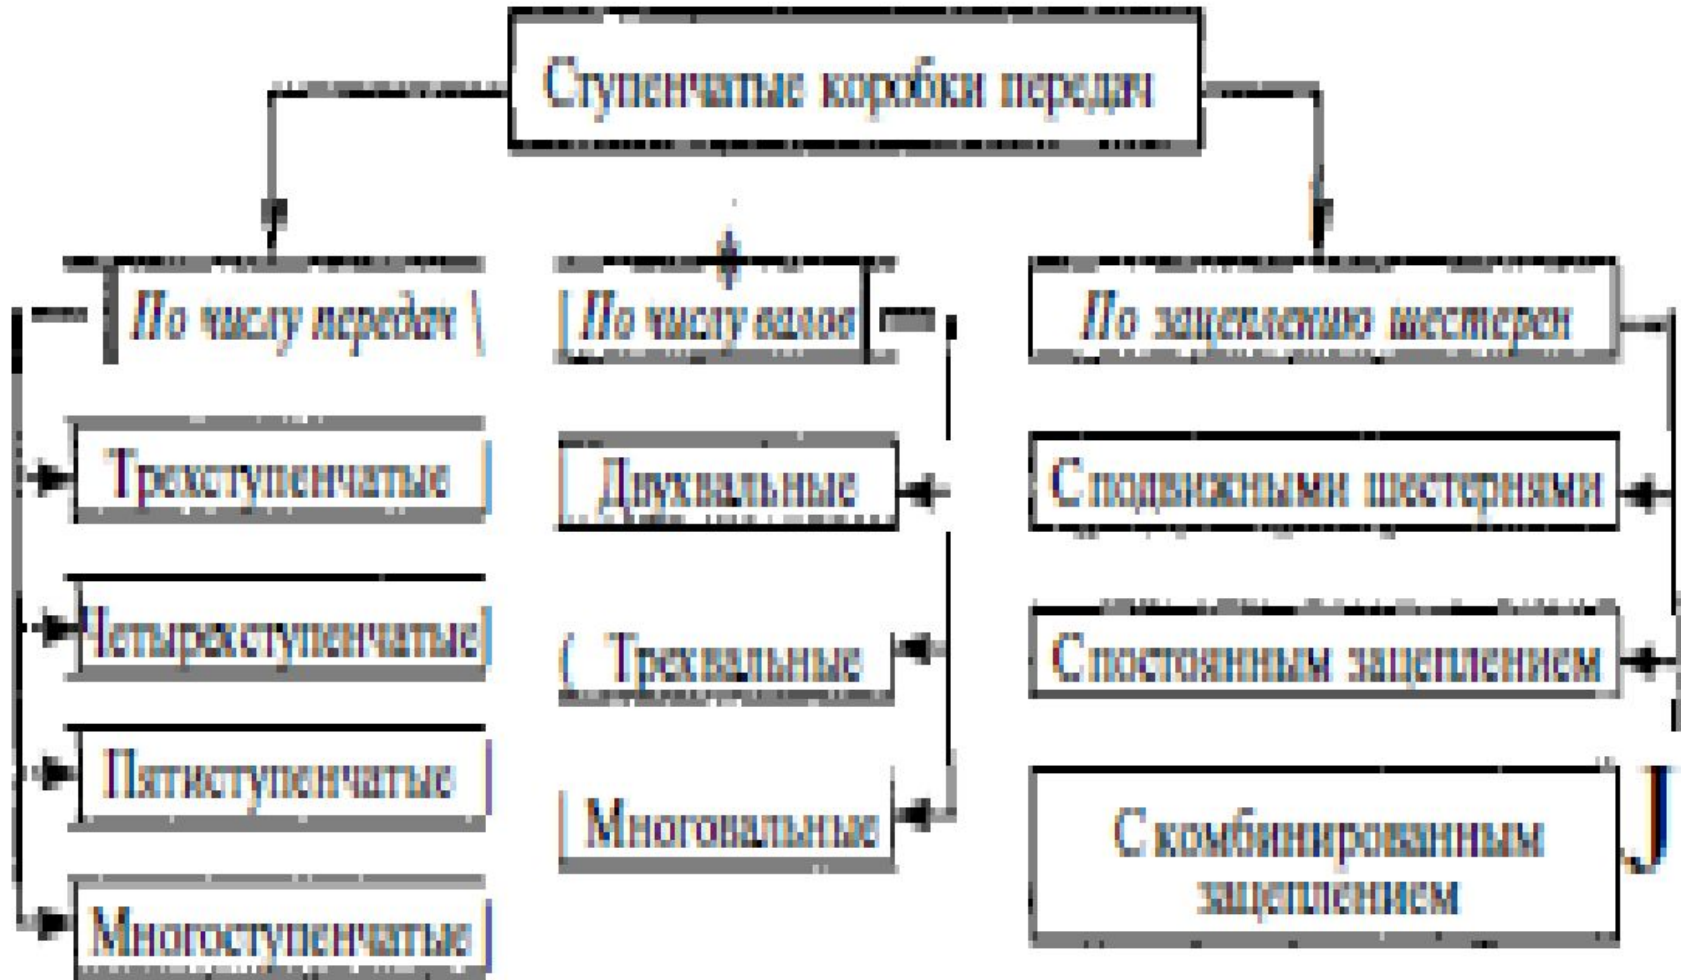 Ступенчатые коробки передач
По числу передач
Трехступенчатые
Четырехступенчатые
Пятиступенчатые
Многоступенчатые
По числу валов
Двухвальные
Трехвальные
Многовальные
По зацеплению шестерен
С подвижными шестернями
С постоянным зацеплением
С комбинированным
зацеплением